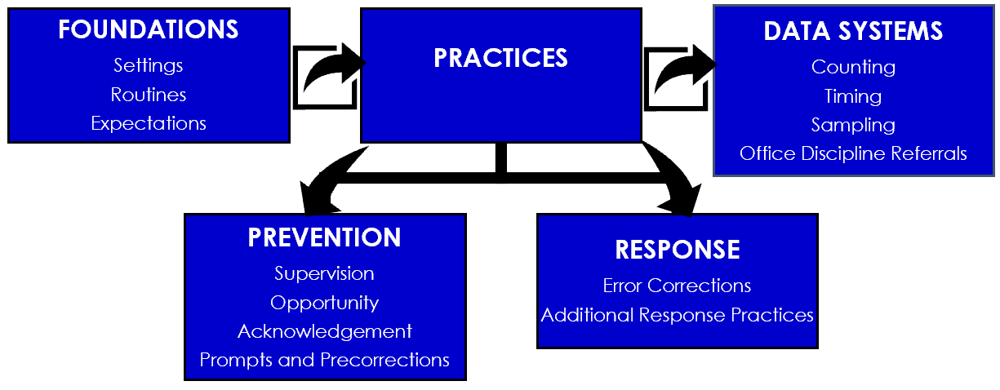 FOUNDATIONS
Settings
Routines
Expectations
PRACTICES
DATA SYSTEMS
Counting
Timing
Sampling
Office Discipline Referrals
PREVENTION
Supervision
Opportunity
Acknowledgement
Prompts and Precorrections
RESPONSE
Error Corrections
Additional Response Practices